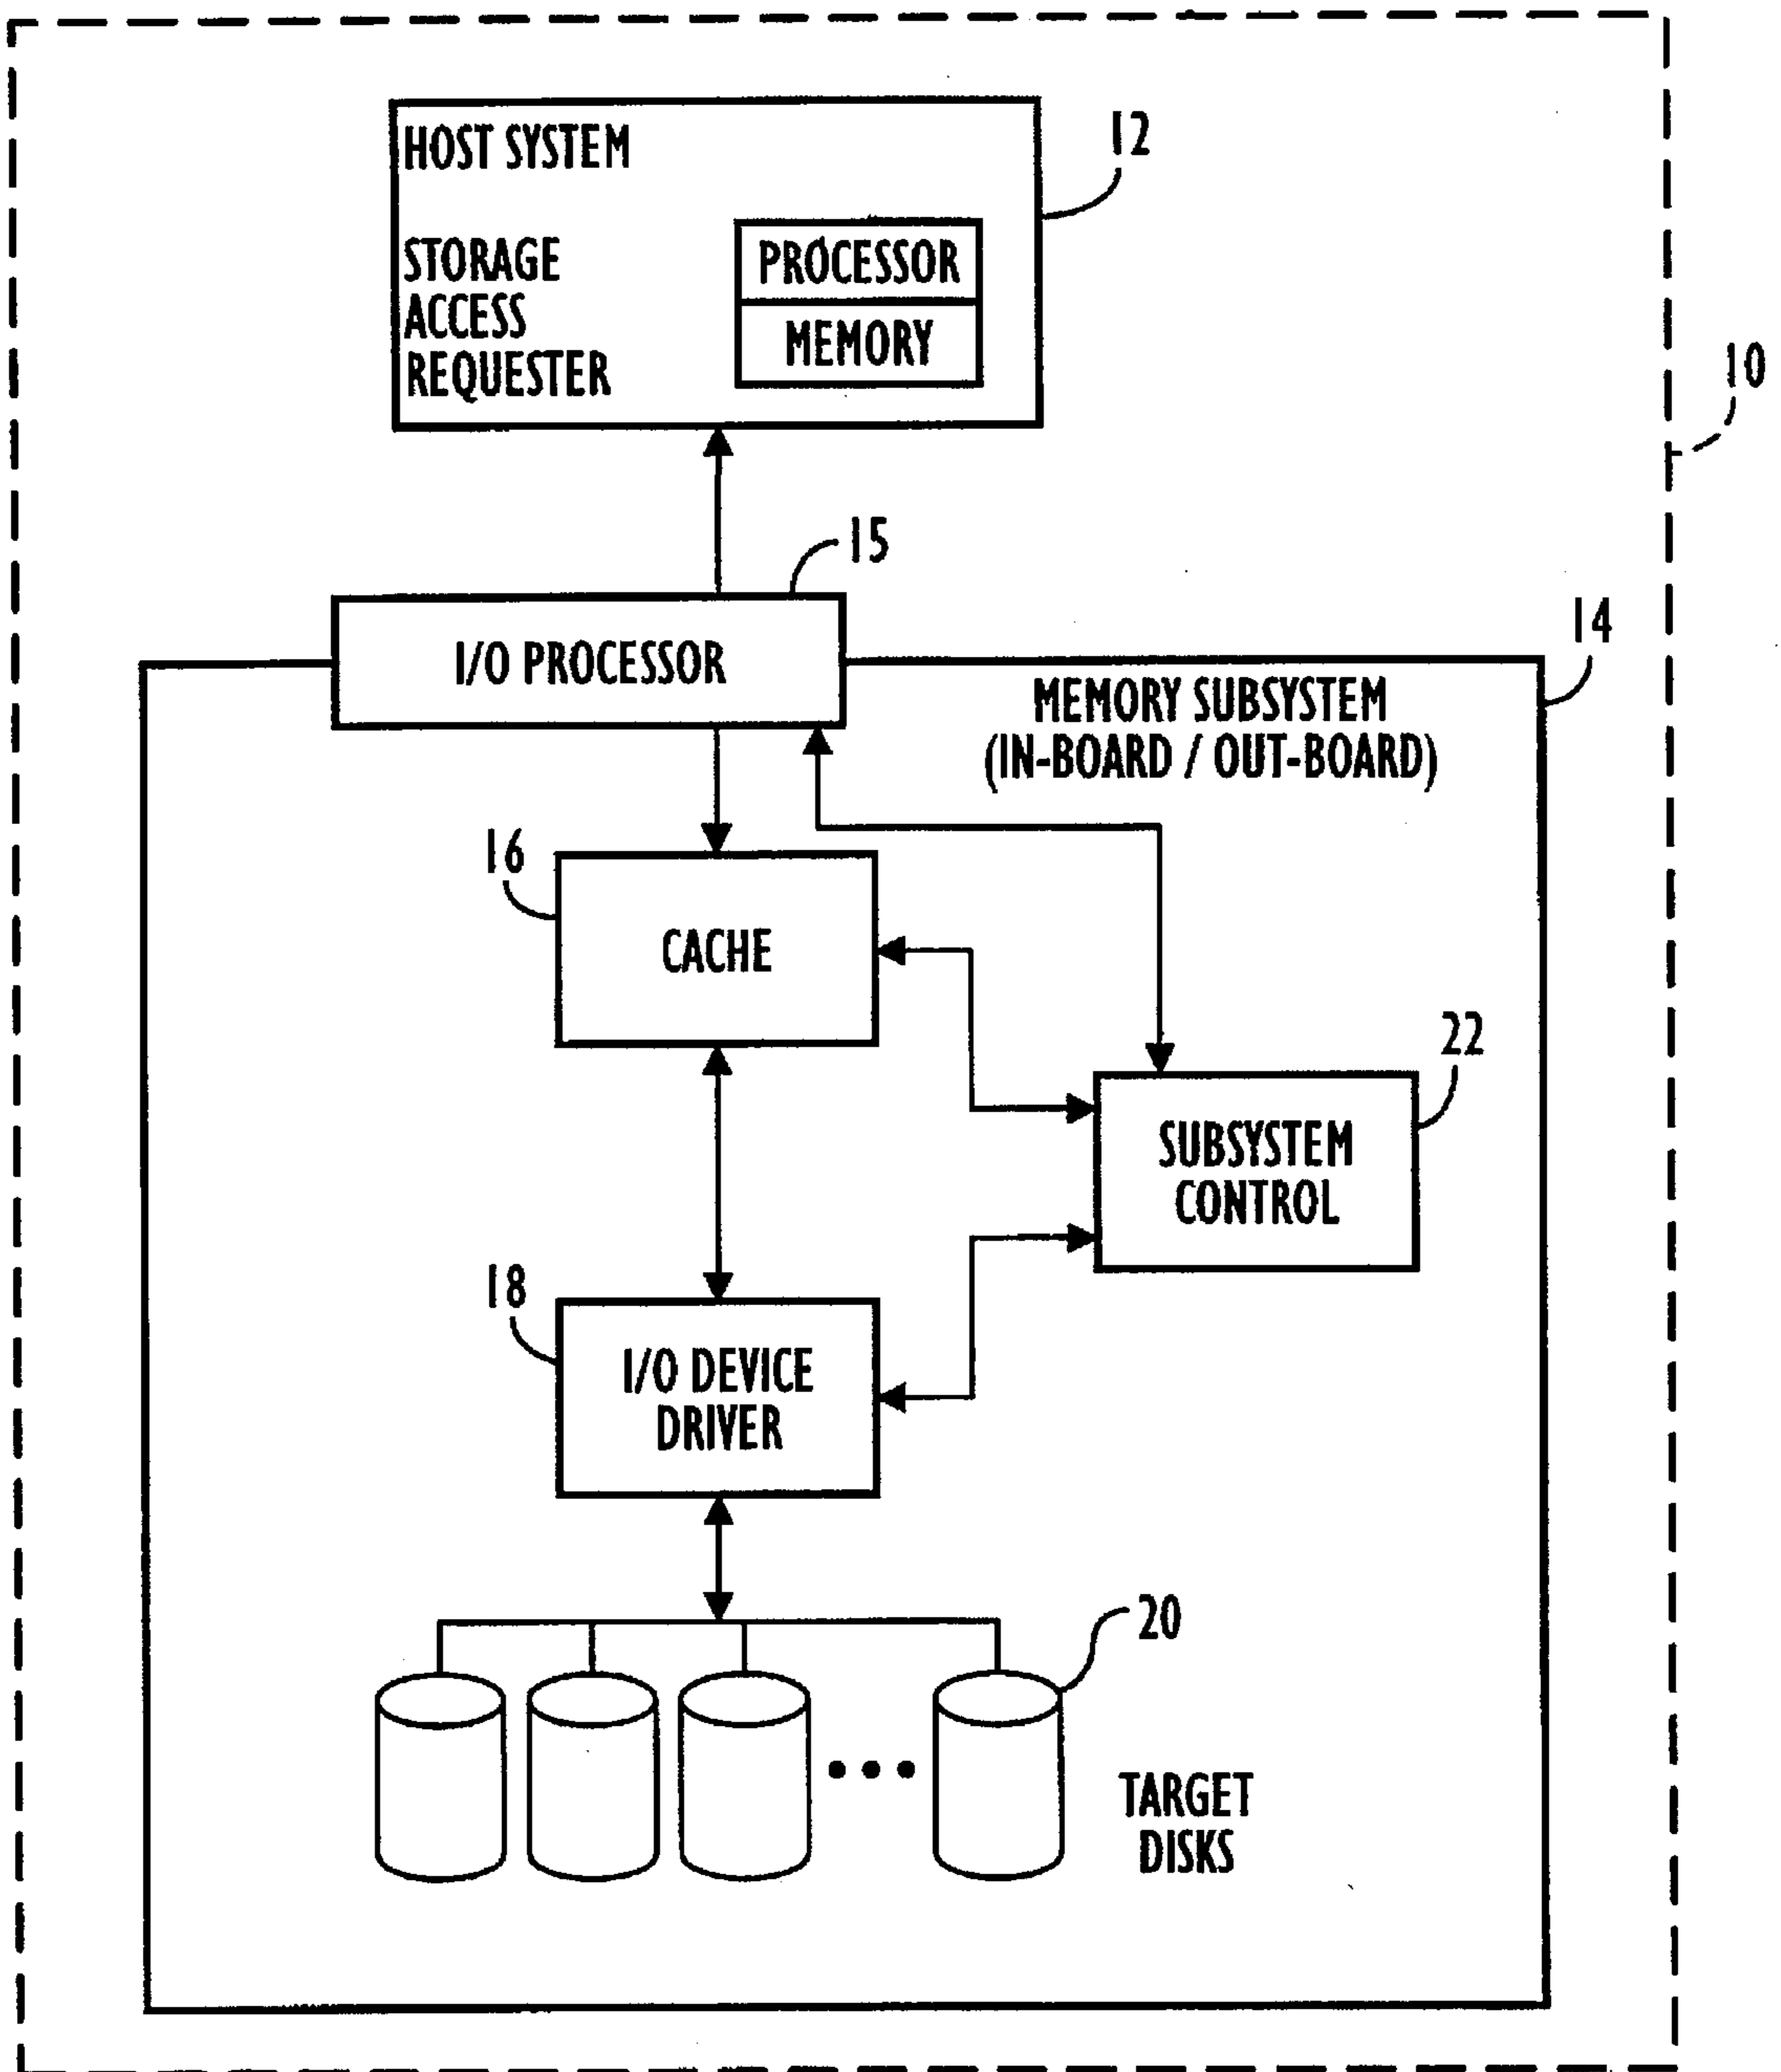 HOST SYSTEM
12
STORAGE
ACCESS
REQUESTER
PROCESSOR
MEMORY
10
15
I/O PROCESSOR
14
MEMORY SUBSYSTEM
(IN-BOARD / OUT-BOARD)
16
CACHE
22
SUBSYSTEM
CONTROL
18
I/O DEVICE
DRIVER
20
TARGET
DISKS